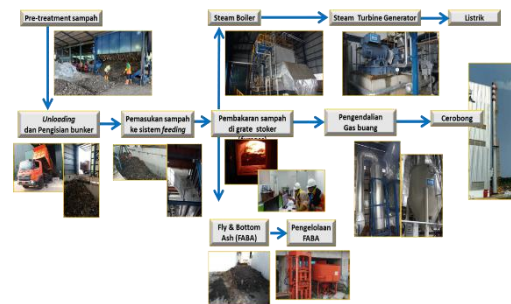 Pre-treatment sampah
Steam Boiler
Steam Turbine Generator
Listrik
Unloading
dan Pengisian bunker
Pemasukan sampah
ke sistem feeding
Pembakaran sampah
di grate stoker
Pengendalian
Gas buang
Cerobong
Fly & Bottom
Ash (FABA)
Pengelolaan
FABA